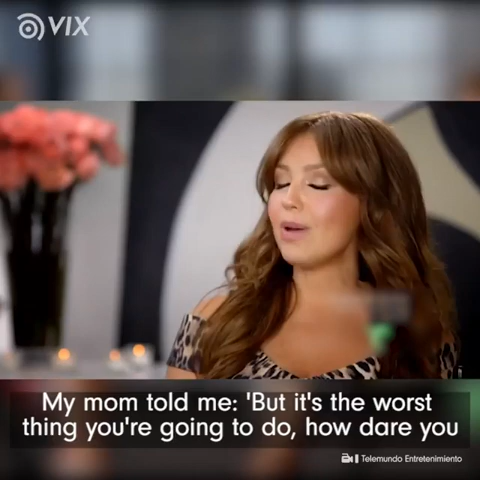 VIX
My mom told me: 'But it's the worst
thing you're going to do, how dare you
Telemundo Entretenimiento